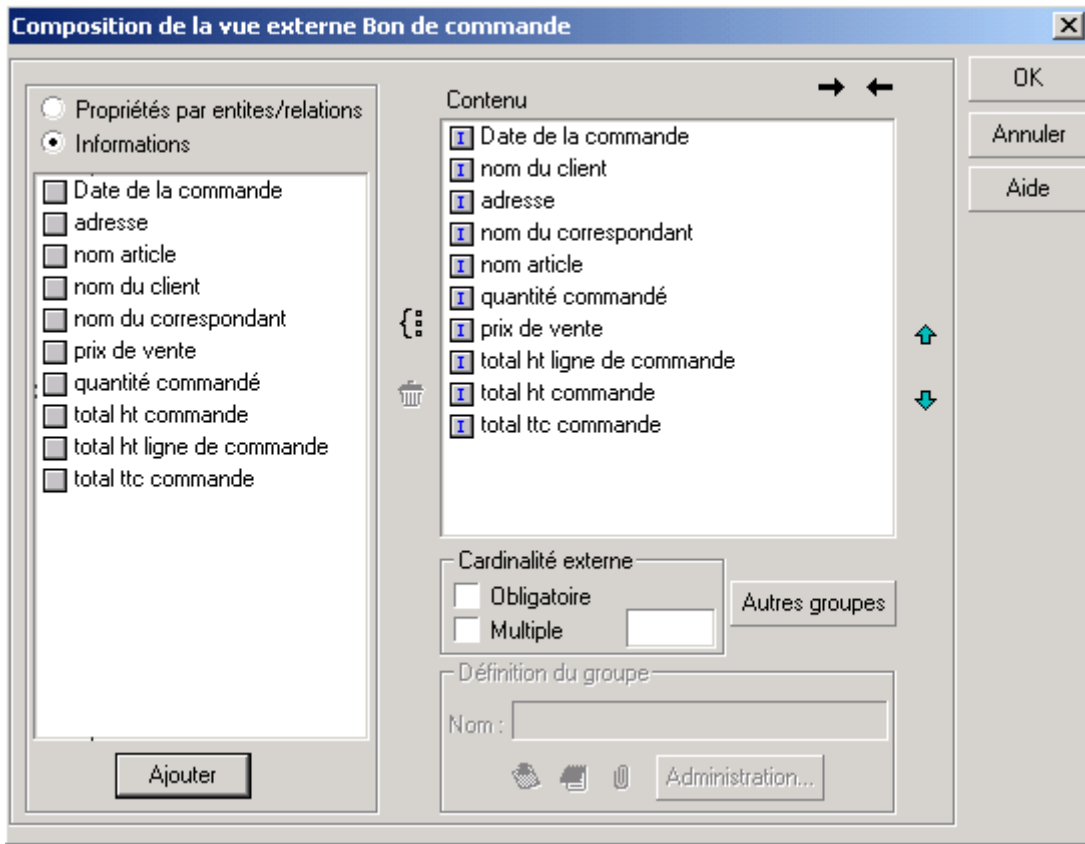 Composition de la vue externe Bon de commande
Propriétés par entites/relations
Informations
Date de la commande
adresse
nom article
nom du client
nom du correspondant
prix de vente
quantité commandé
total ht commande
total ht ligne de commande
total ttc commande
Ajouter
Contenu
Date de la commande
nom du client
adresse
nom du correspondant
nom article
quantité commandé
prix de vente
total ht ligne de commande
total ht commande
total ttc commande
Cardinalité externe
Obligatoire
Multiple
Autres groupes
Définition du groupe
Nom :
Administration...
OK
Annuler
Aide